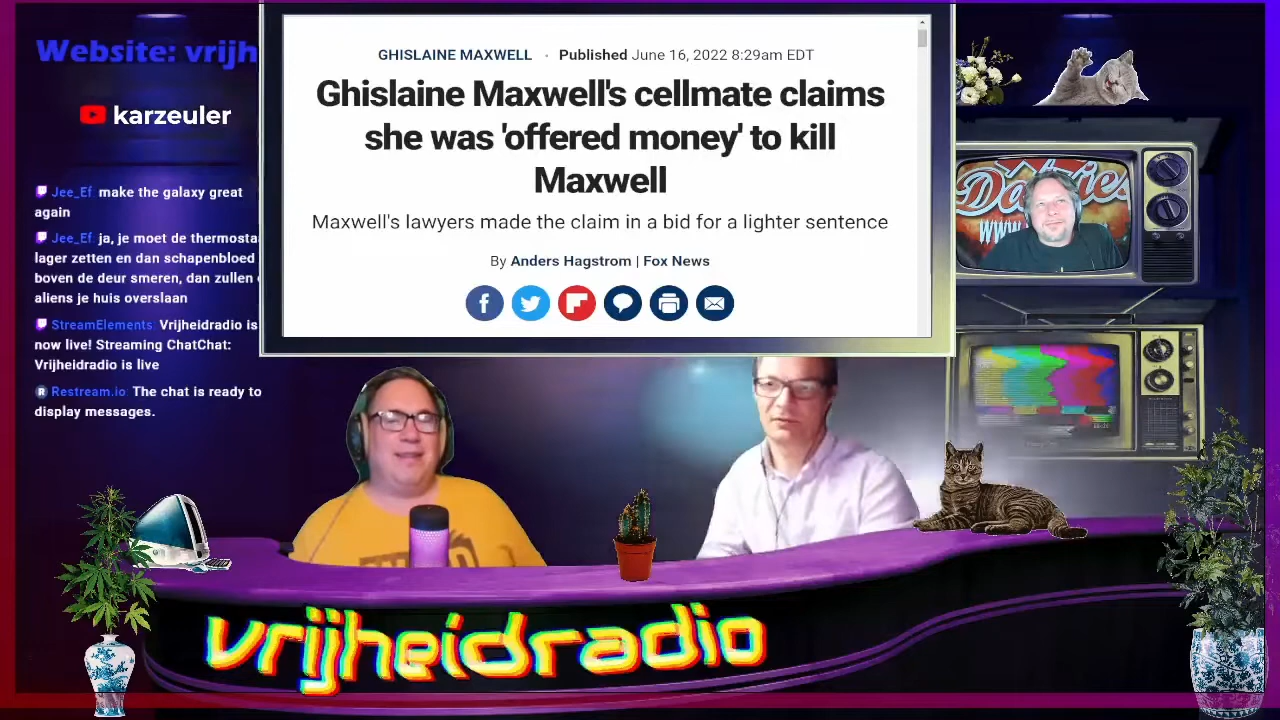 Website: vrijh
karzeuler
Jee_Ef: make the galaxy great
again
Jee_Ef: ja, je moet de thermosta
lager zetten en dan schapenbloed
boven de deur smeren, dan zullen
aliens je huis overslaan
StreamElements: Vrijheidradio is
now live! Streaming ChatChat:
Vrijheidradio is live
Restream.io: The chat is ready to
display messages.
GHISLAINE MAXWELL · Published June 16, 2022 8:29am EDT
Ghislaine Maxwell's cellmate claims
she was 'offered money' to kill
Maxwell
Maxwell's lawyers made the claim in a bid for a lighter sentence
By Anders Hagstrom | Fox News
www.
vrijheidradio